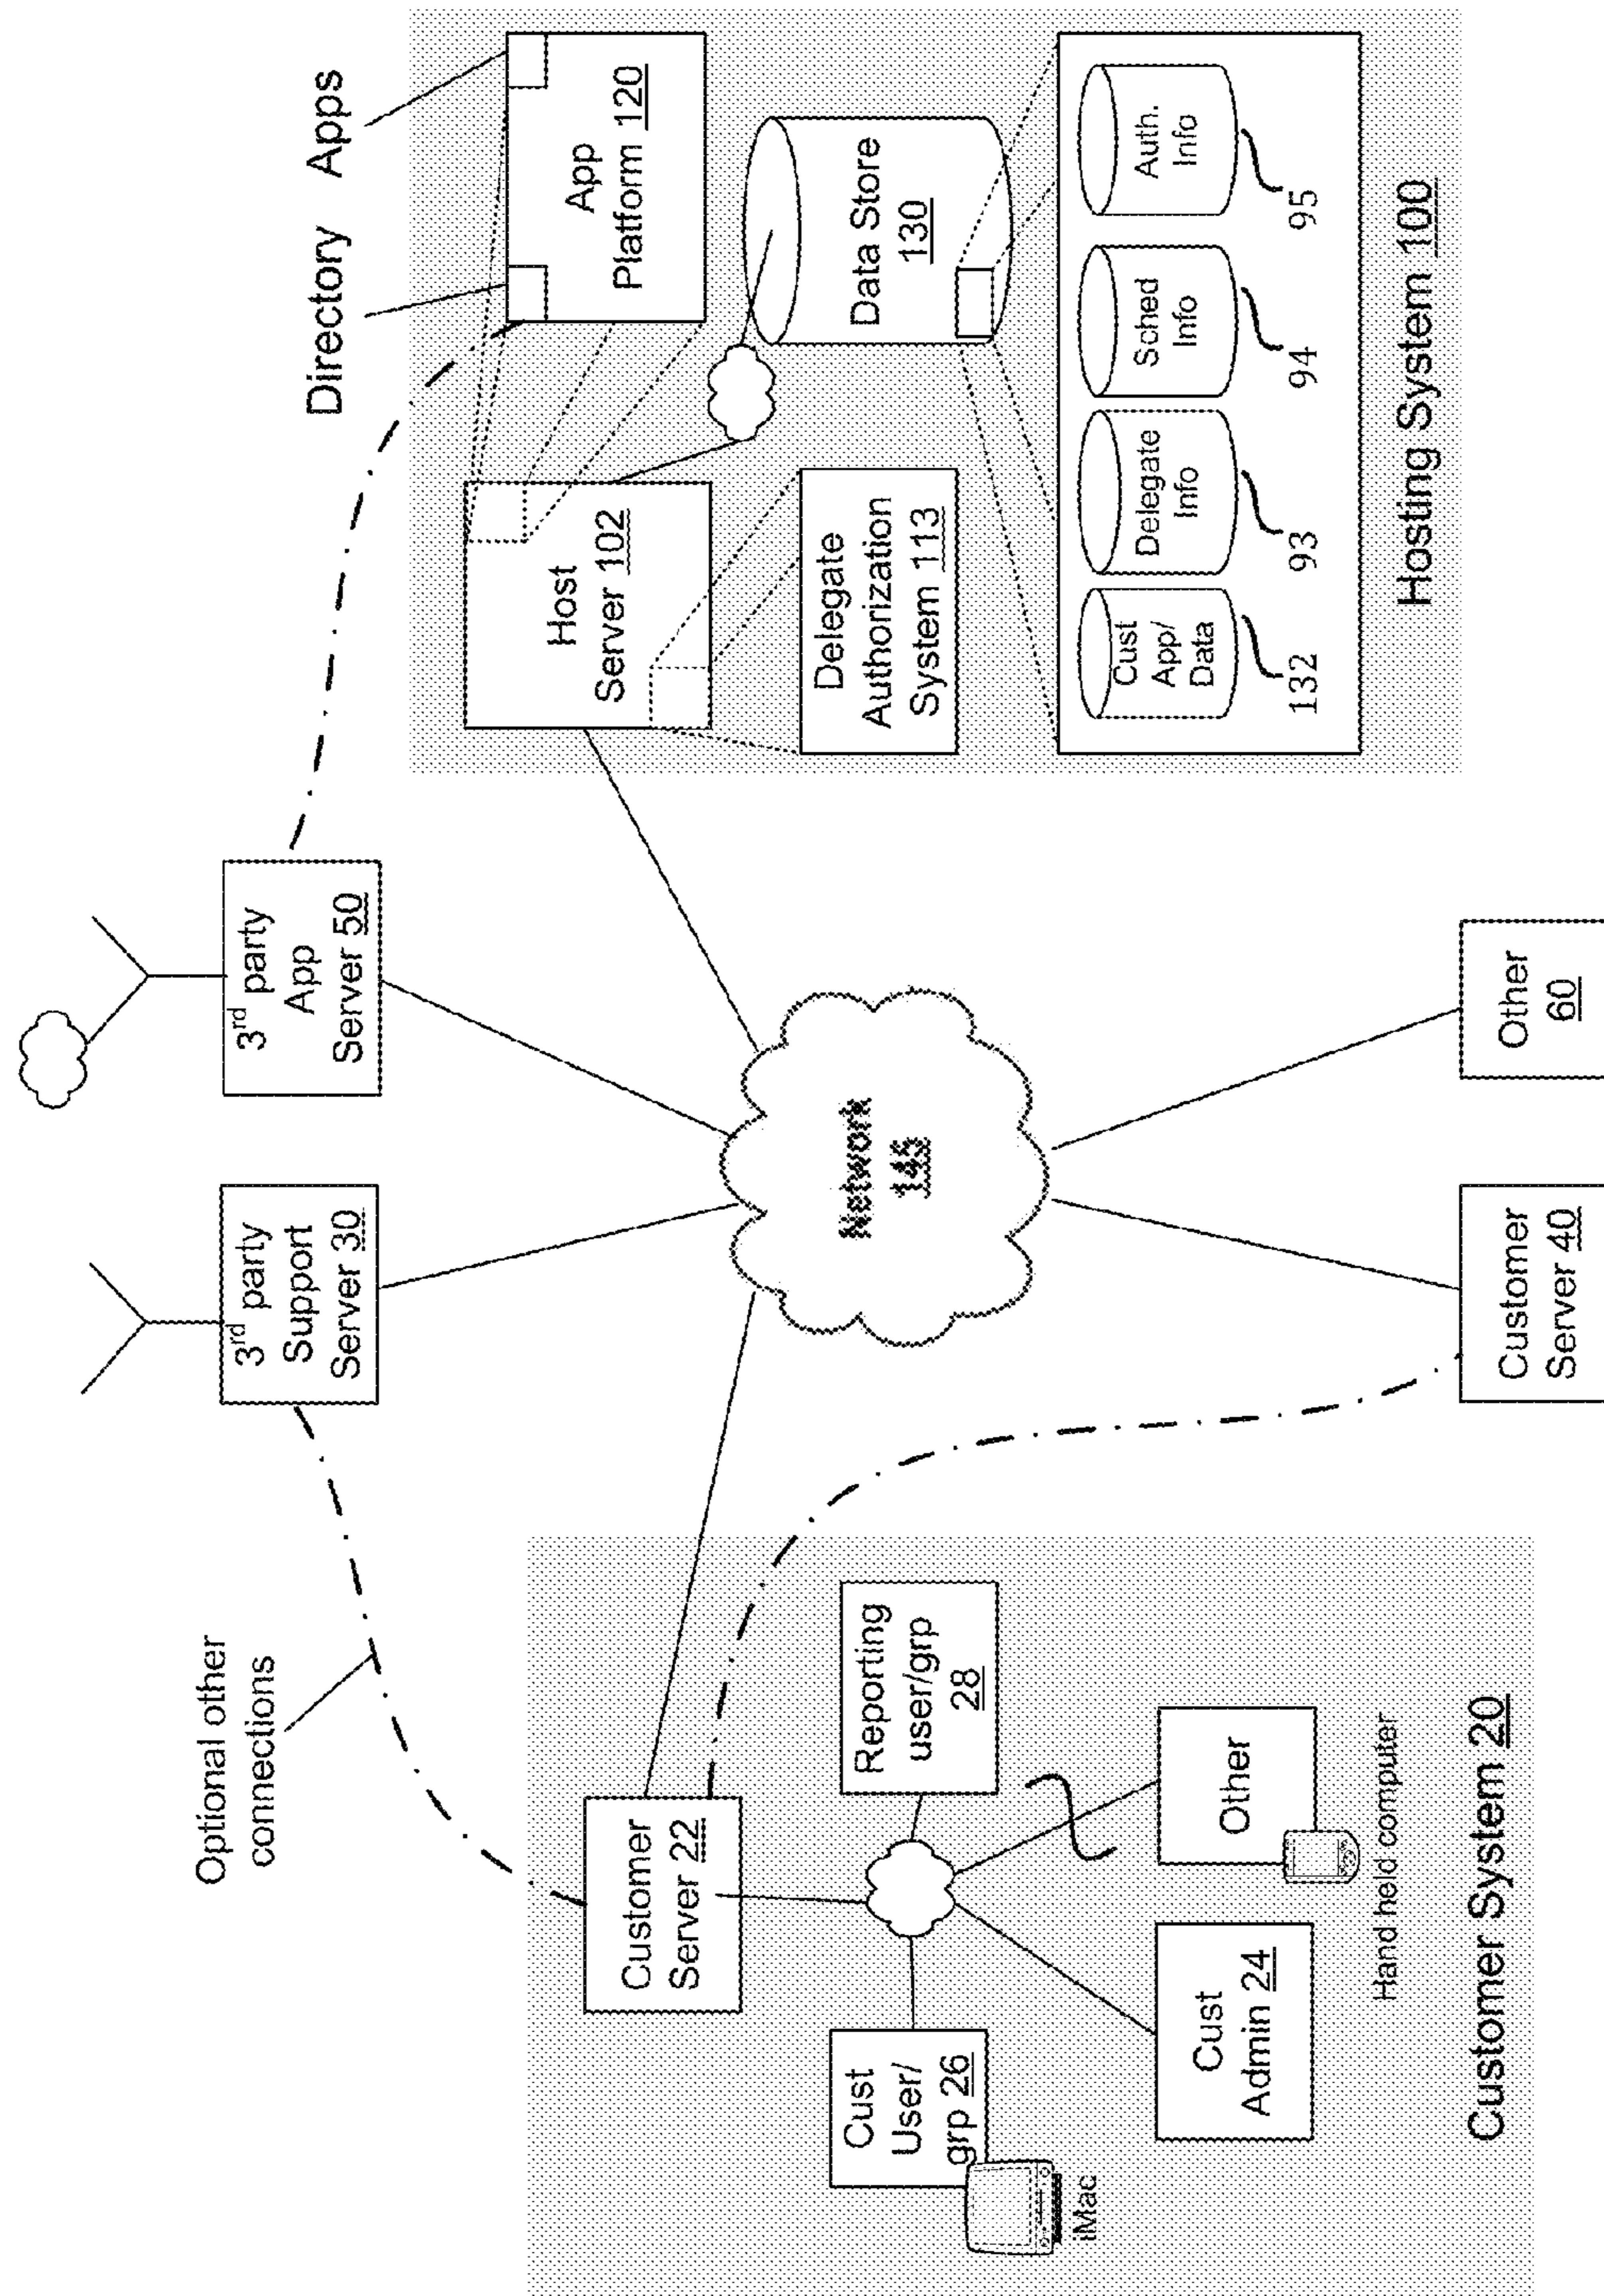 Optional other
connections
3rd party
Support
Server 30
3rd party
App
Server 50
Directory
Apps
Customer
Server 22
Cust
User/
grp 26
iMac
Reporting
user/grp
28
Cust
Admin 24
Other
Hand held computer
Customer System 20
Network
145
Customer
Server 40
Other
60
Host
Server 102
App
Platform 120
Delegate
Authorization
System 113
Data Store
130
Cust
App/
Data
132
Delegate
Info
93
Sched
Info
94
Auth.
Info
95
Hosting System 100